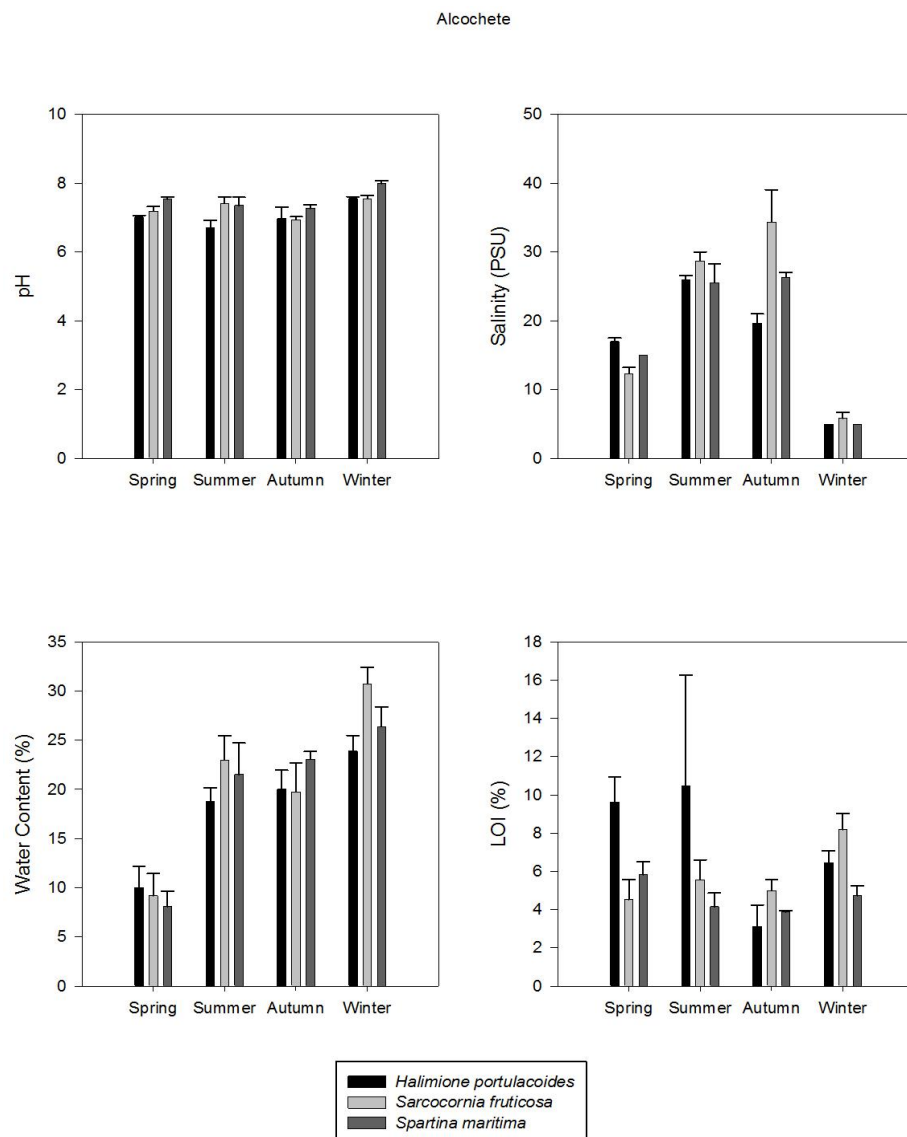 Alcochete
pH
10
8
6
4
2
0
Spring Summer Autumn Winter
Salinity (PSU)
50
40
30
20
10
0
Spring Summer Autumn Winter
Water Content (%)
35
30
25
20
15
10
5
0
Spring Summer Autumn Winter
LOI (%)
18
16
14
12
10
8
6
4
2
0
Spring Summer Autumn Winter
Halimione portulacoides
Sarcocornia fruticosa
Spartina maritima